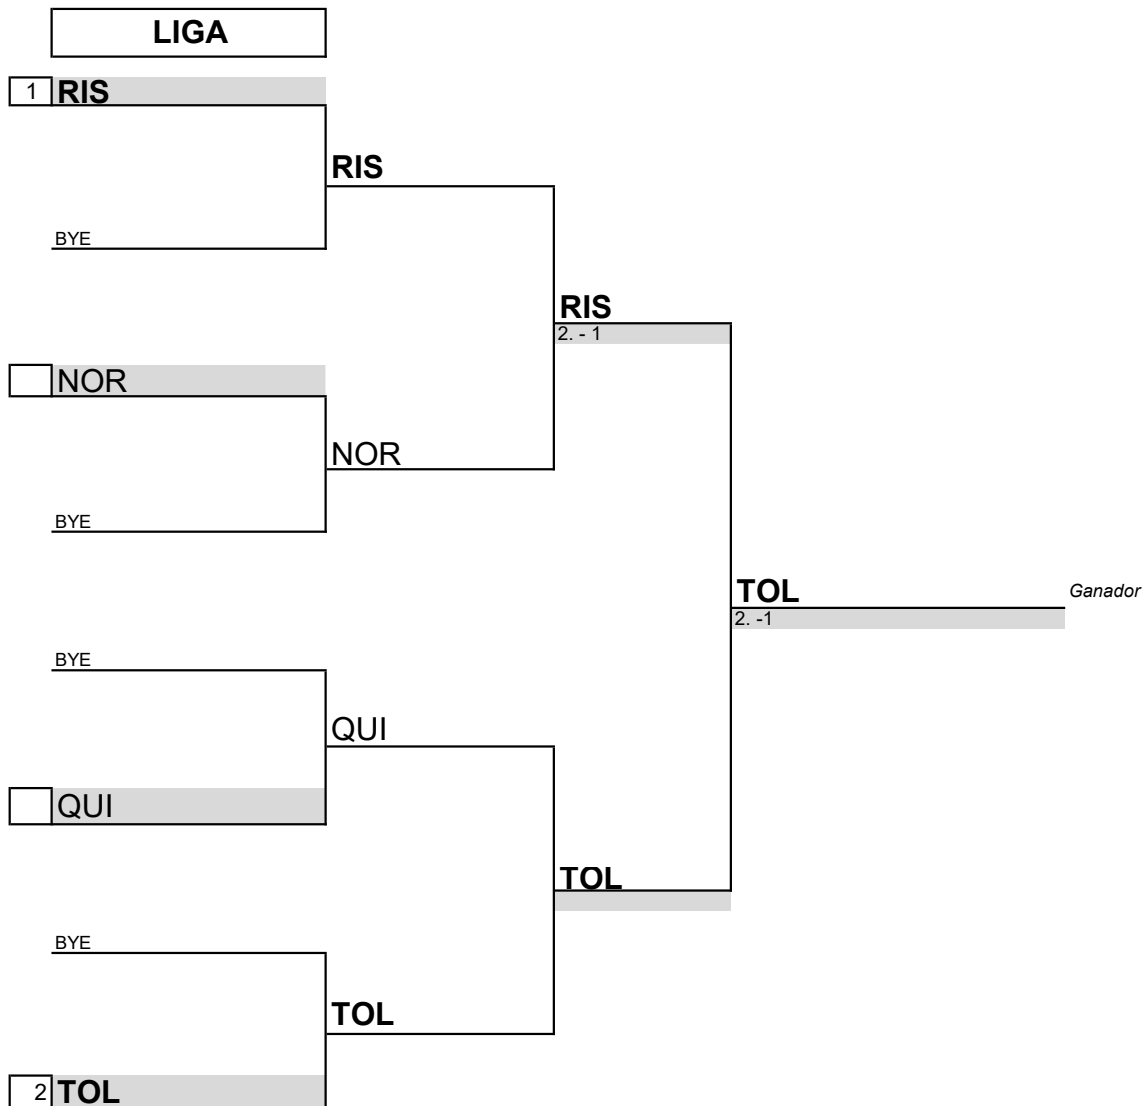 LIGA
1 RIS
RIS
BYE
RIS
2. - 1
NOR
NOR
BYE
TOL
Ganador
2. -1
BYE
QUI
QUI
TOL
BYE
TOL
2 TOL